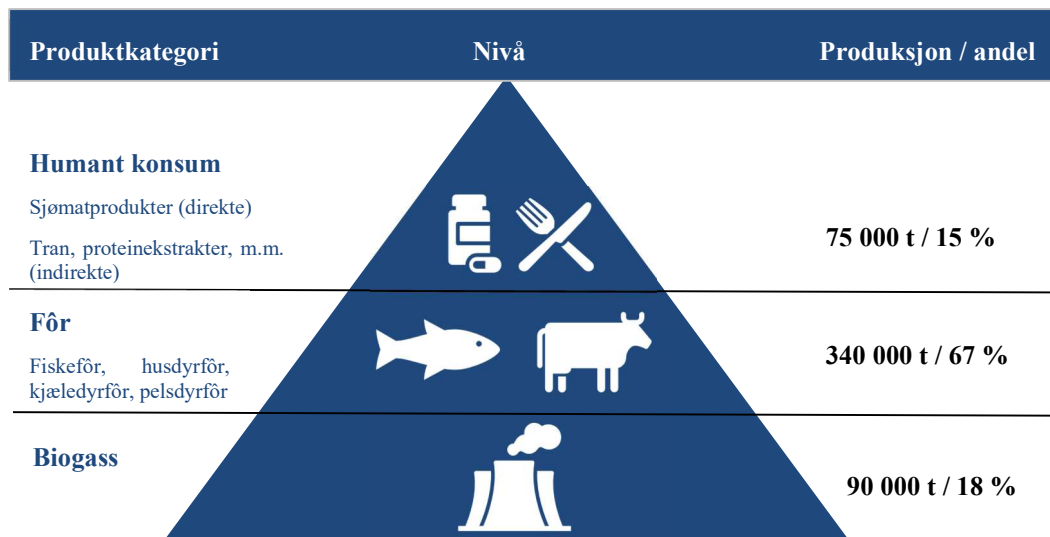 Produktkategori Nivå Produksjon / andel
Humant konsum
Sjømatprodukter (direkte)
Tran, proteinekstrakter, m.m.
(indirekte)
75 000 t / 15 %
Fôr
Fiskefôr, husdyrfôr,
kjæledyrfôr, pelsdyrfôr
340 000 t / 67 %
Biogass
90 000 t / 18 %